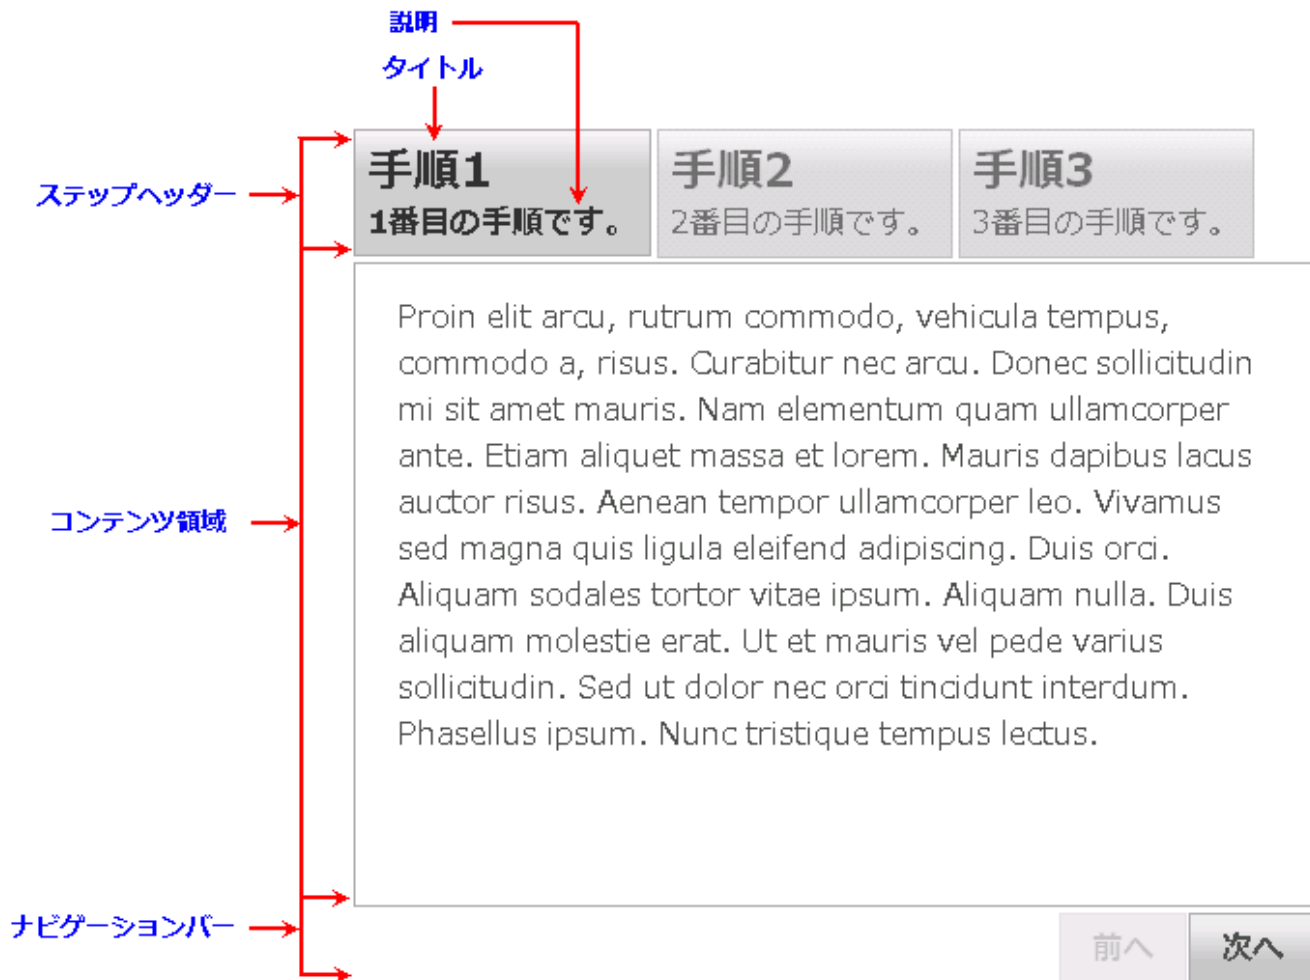 説明
タイトル
ステップヘッダー
手順1
1番目の手順です。
手順2
2番目の手順です。
手順3
3番目の手順です。
コンテンツ領域
Proin elit arcu, rutrum commodo, vehicula tempus,
commodo a, risus. Curabitur nec arcu. Donec sollicitudin
mi sit amet mauris. Nam elementum quam ullamcorper
ante. Etiam aliquet massa et lorem. Mauris dapibus lacus
auctor risus. Aenean tempor ullamcorper leo. Vivamus
sed magna quis ligula eleifend adipiscing. Duis orci.
Aliquam sodales tortor vitae ipsum. Aliquam nulla. Duis
aliquam molestie erat. Ut et mauris vel pede varius
sollicitudin. Sed ut dolor nec orci tincidunt interdum.
Phasellus ipsum. Nunc tristique tempus lectus.
ナビゲーションバー
前へ
次へ